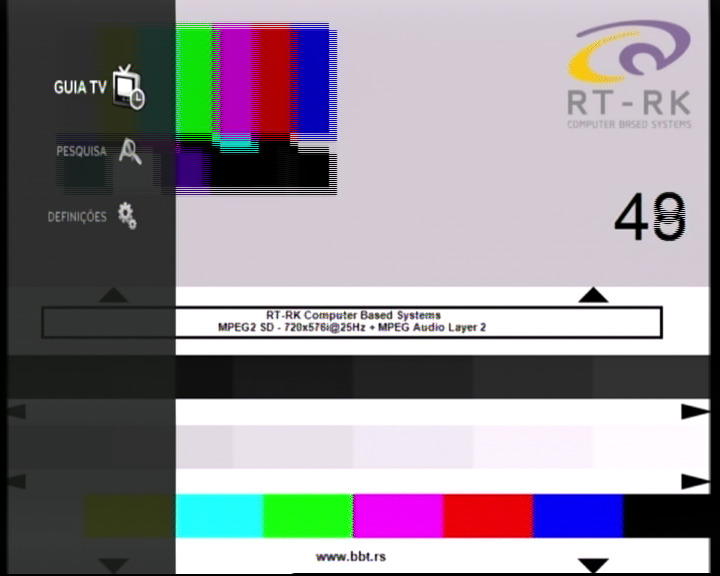 GUIA TV
PESQUISA
DEFINIÇÕES
RT-RK
COMPUTER BASED SYSTEMS
RT-RK Computer Based Systems
MPEG2 SD - 720x576i@25Hz + MPEG Audio Layer 2
www.bbt.rs